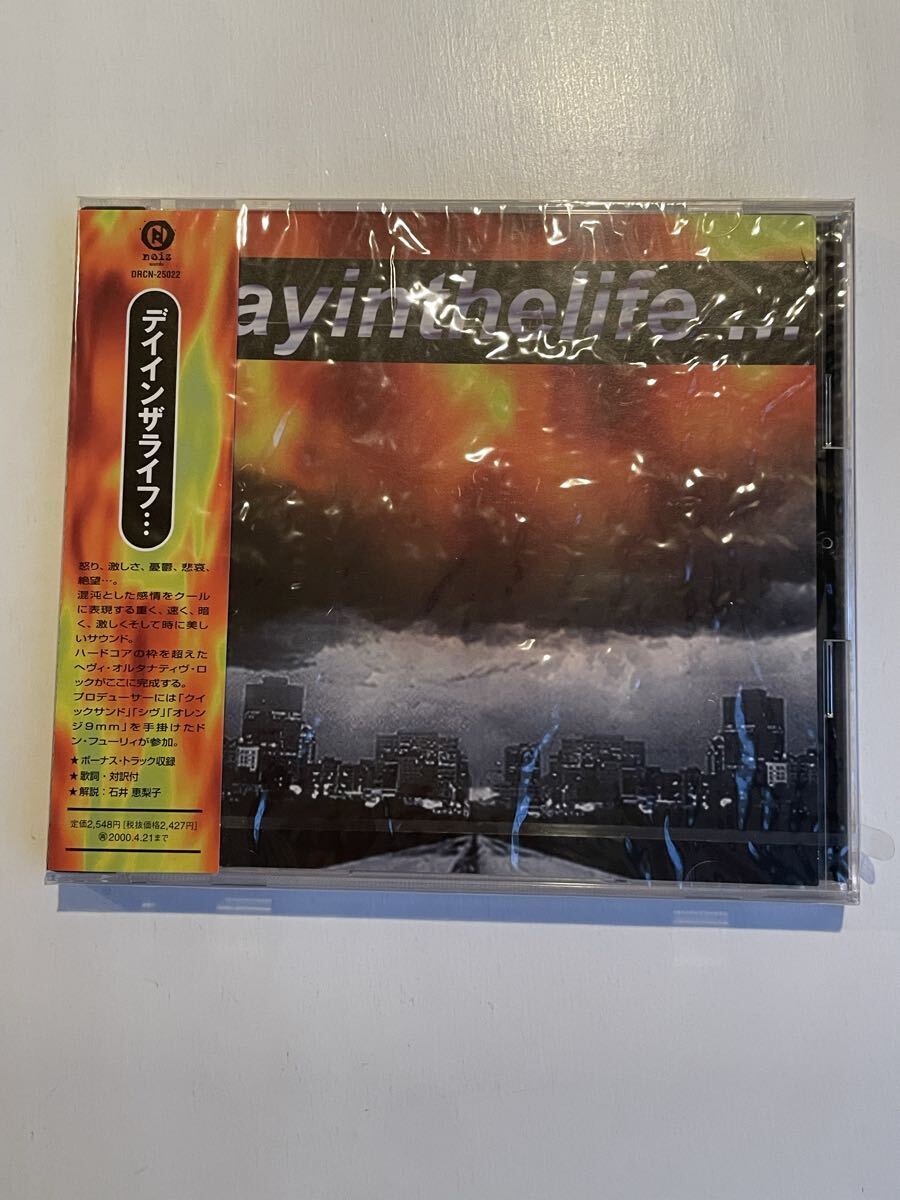 noiz
DRCN-25022
デイインザライフ…
怒り、激しさ、憂鬱、悲哀、
絶望…。
混沌とした感情をクール
に表現する重く、速く、暗
く、激しくそして時に美し
いサウンド。
ハードコアの枠を超えた
ヘヴィ・オルタナティヴ・ロ
ックがここに完成する。
プロデューサーには「クイ
ックサンド」「シヴ」「オレン
ジ9mm」を手掛けたド
ン・フューリィが参加。
★ボーナス・トラック収録
★歌詞・対訳付
★解説：石井 恵梨子
定価2,548円［税抜価格2,427円］
㋐2000.4.21まで
ayinthelife ...